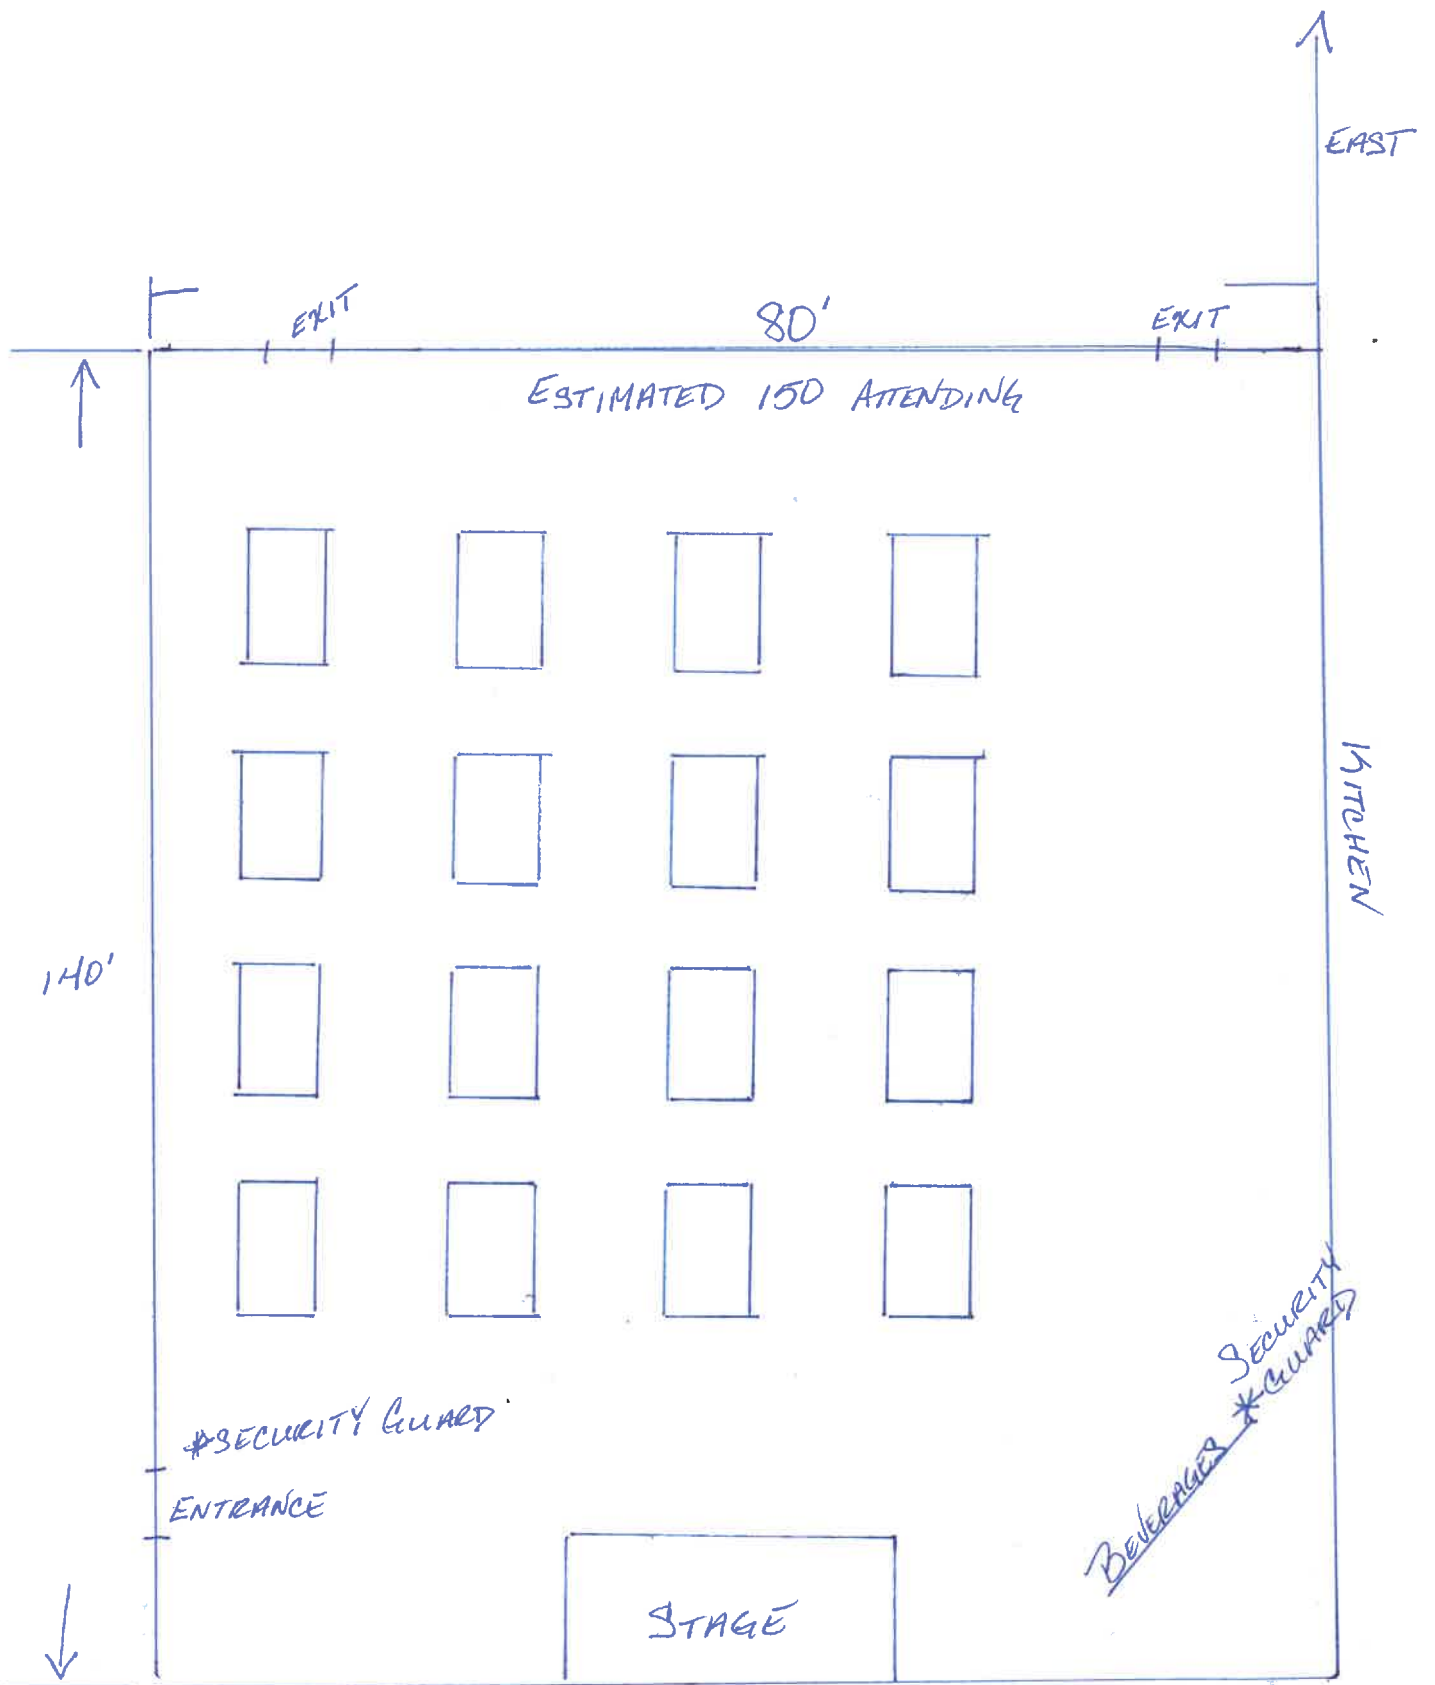 EAST
EXIT
80'
EXIT
ESTIMATED 150 ATTENDING
KITCHEN
140'
SECURITY
*GUARD
*SECURITY GUARD
BEVERAGES
ENTRANCE
STAGE